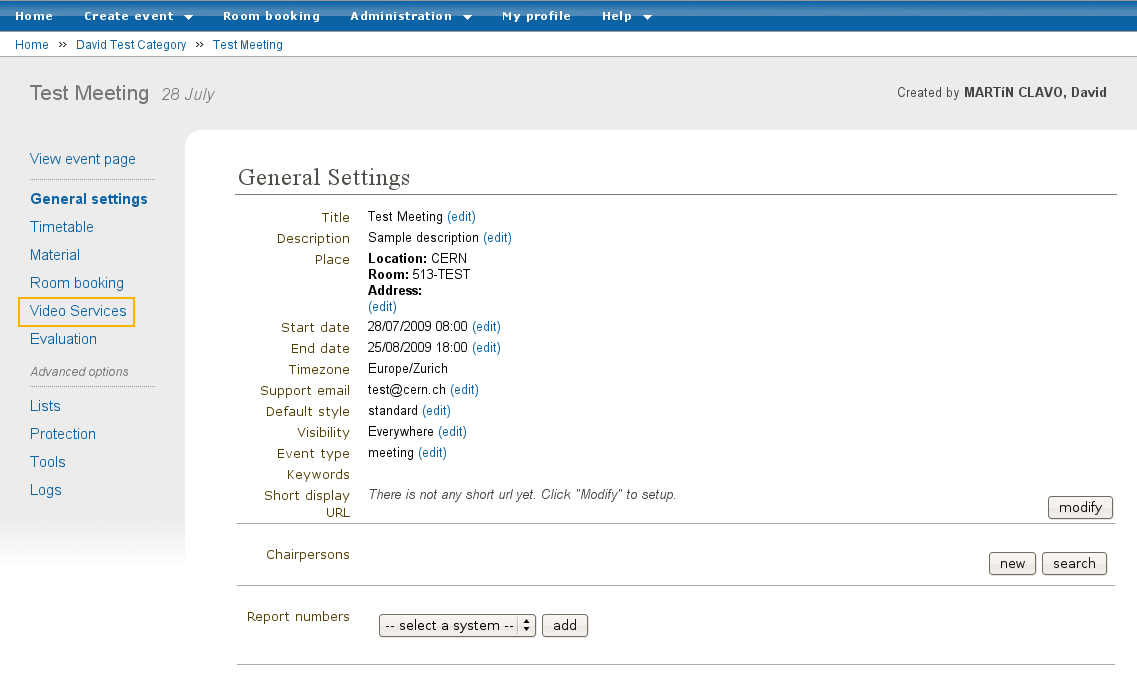 Home Create event Room booking Administration My profile Help
Home >> David Test Category >> Test Meeting
Test Meeting 28 July
Created by MARTíN CLAVO, David
View event page
General settings
Timetable
Material
Room booking
Video Services
Evaluation
Advanced options
Lists
Protection
Tools
Logs
General Settings
Title Test Meeting (edit)
Description Sample description (edit)
Place Location: CERN
Room: 513-TEST
Address:
(edit)
Start date 28/07/2009 08:00 (edit)
End date 25/08/2009 18:00 (edit)
Timezone Europe/Zurich
Support email test@cern.ch (edit)
Default style standard (edit)
Visibility Everywhere (edit)
Event type meeting (edit)
Keywords
Short display There is not any short url yet. Click "Modify" to setup.
URL
modify
Chairpersons
new search
Report numbers -- select a system -- add